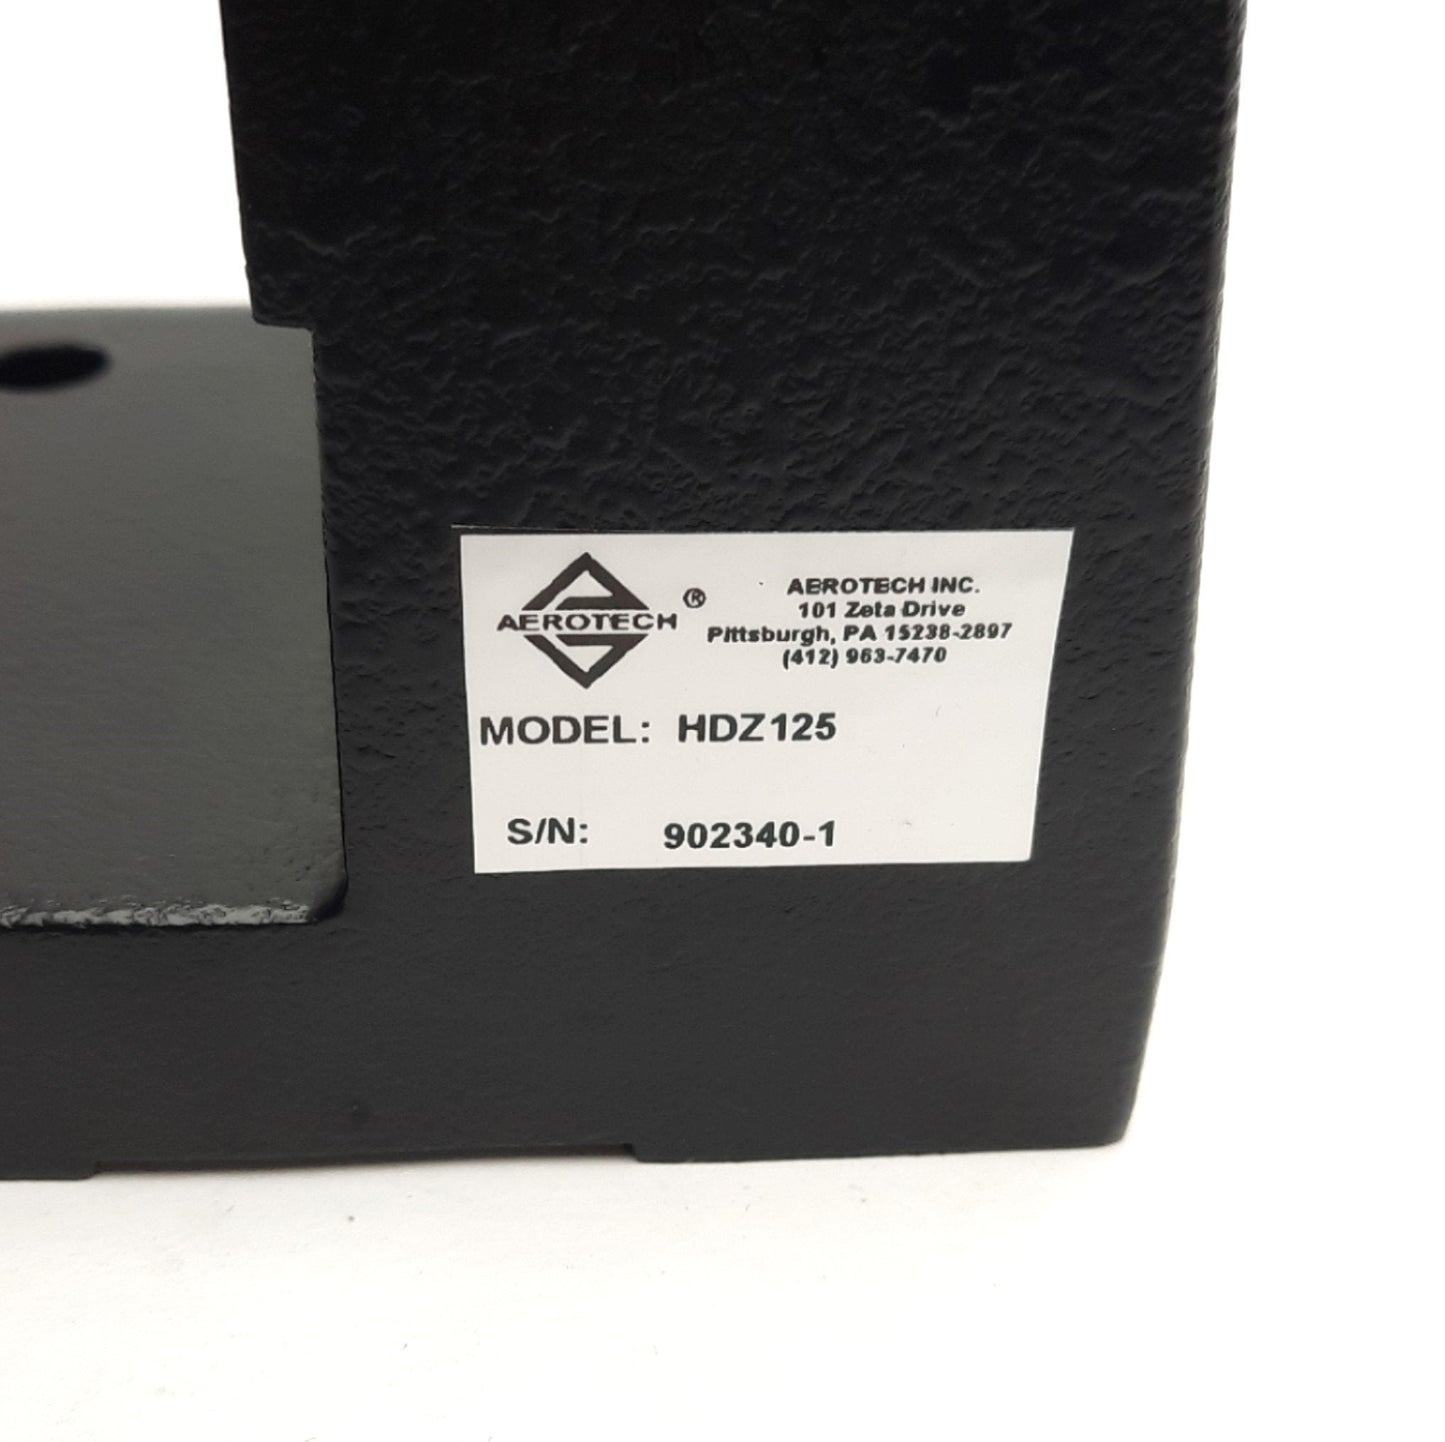 AEROTECH ®
AEROTECH INC.
101 Zeta Drive
Pittsburgh, PA 15238-2897
(412) 963-7470
MODEL: HDZ125
S/N: 902340-1